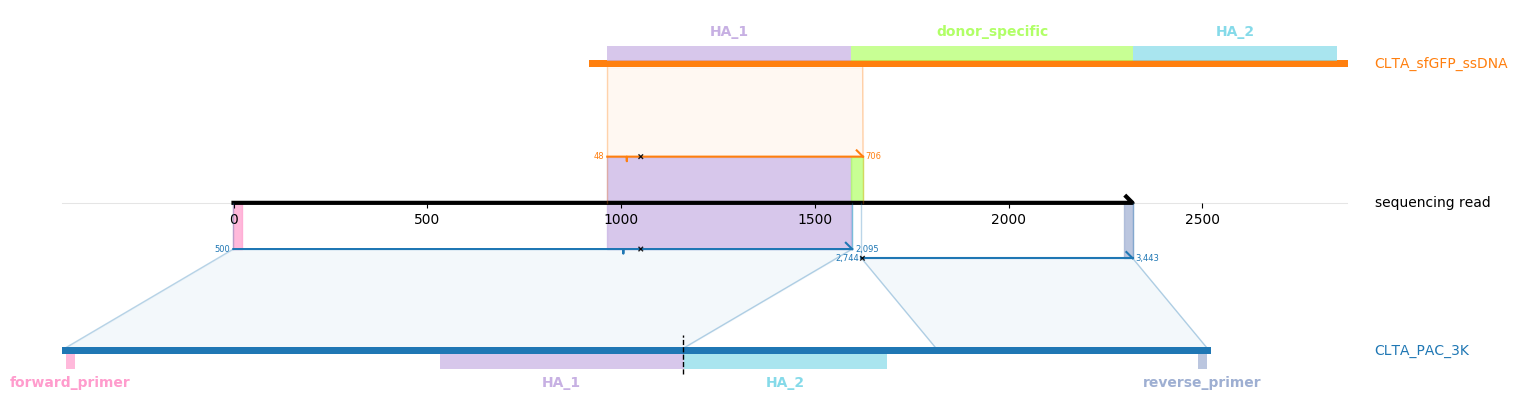 HA_1 donor_specific HA_2
CLTA_sfGFP_ssDNA
48 706
sequencing read
0 500 1000 1500 2000 2500
500 2,095
2,744 3,443
CLTA_PAC_3K
forward_primer HA_1 HA_2 reverse_primer